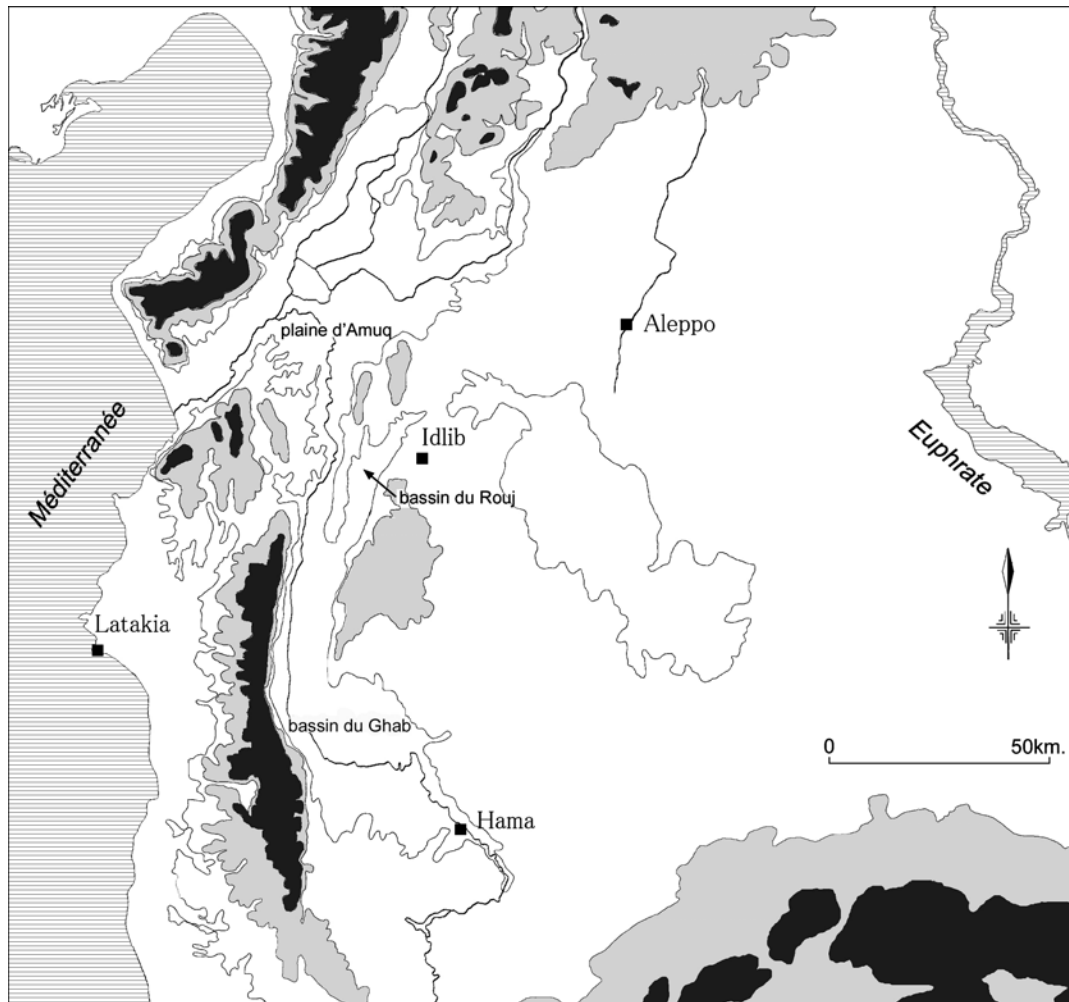 plaine d'Amuq
Aleppo
Méditerranée
Idlib
Euphrate
bassin du Rouj
Latakia
bassin du Ghab
0 50km.
Hama